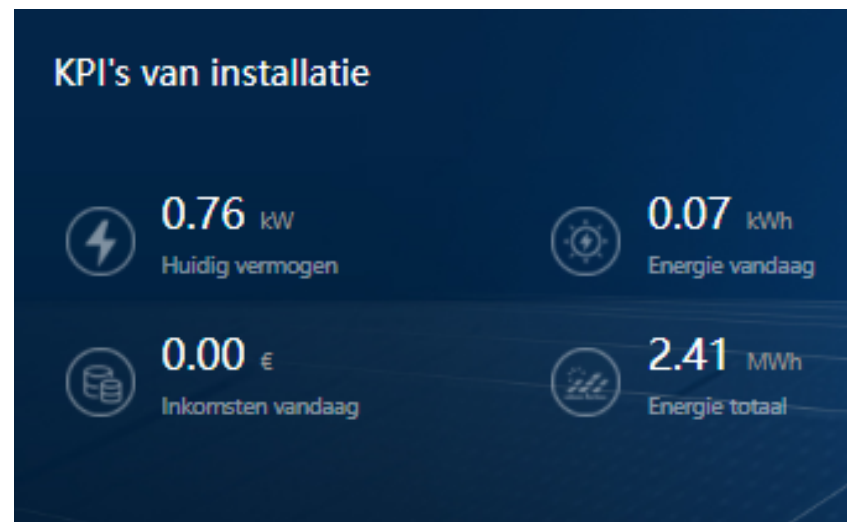 KPI's van installatie
0.76 kW
Huidig vermogen
0.07 kWh
Energie vandaag
0.00 €
Inkomsten vandaag
2.41 MWh
Energie totaal